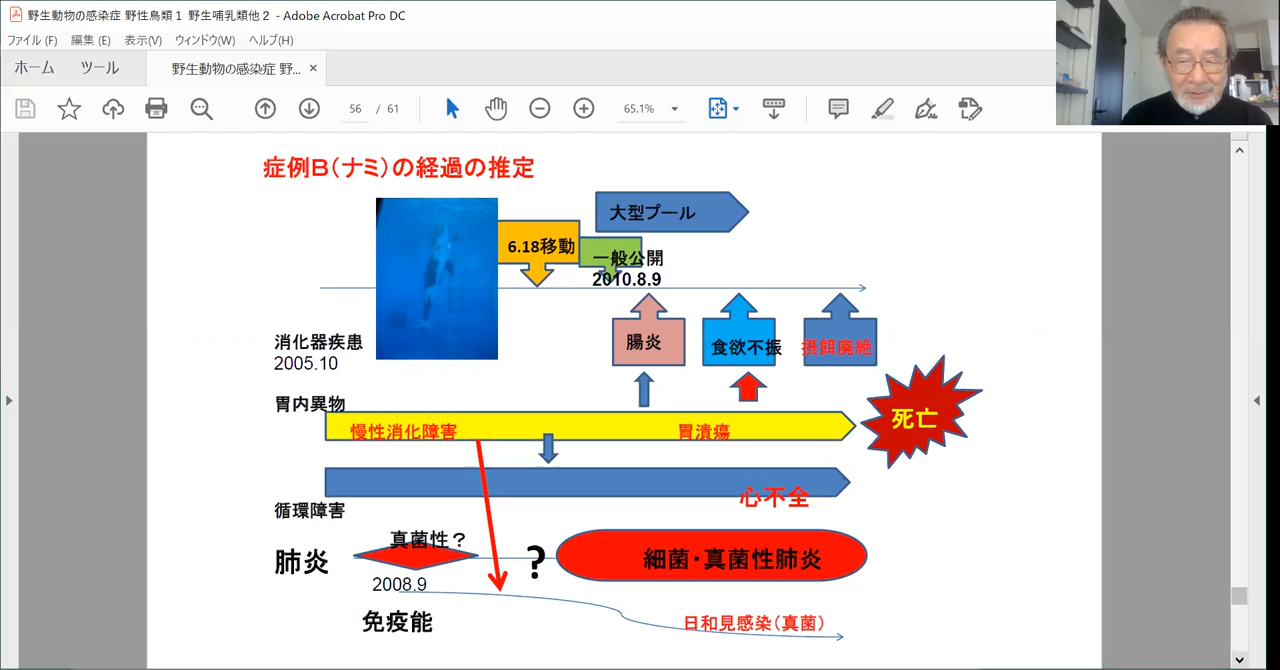 野生動物の感染症 野性鳥類１ 野生哺乳類他２ - Adobe Acrobat Pro DC
ファイル(F) 編集(E) 表示(V) ウィンドウ(W) ヘルプ(H)
ホーム ツール 野生動物の感染症 野... ×
56 / 61 65.1%
症例Ｂ（ナミ）の経過の推定
大型プール
6.18移動
一般公開
2010.8.9
消化器疾患
2005.10
腸炎
食欲不振
摂餌廃絶
胃内異物
慢性消化障害
胃潰瘍
死亡
心不全
循環障害
真菌性？
肺炎
？
細菌・真菌性肺炎
2008.9
免疫能
日和見感染（真菌）